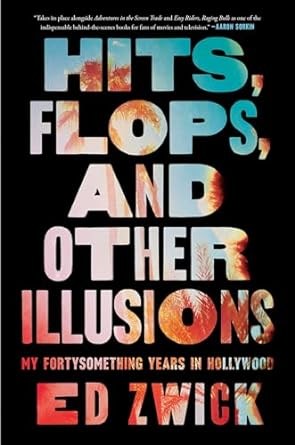 "Takes its place alongside Adventures in the Screen Trade and Easy Riders, Raging Bulls as one of the
indispensable behind-the-scenes books for fans of movies and television." —AARON SORKIN
HITS,
FLOPS,
AND
OTHER
ILLUSIONS
MY FORTYSOMETHING YEARS IN HOLLYWOOD
ED ZWICK